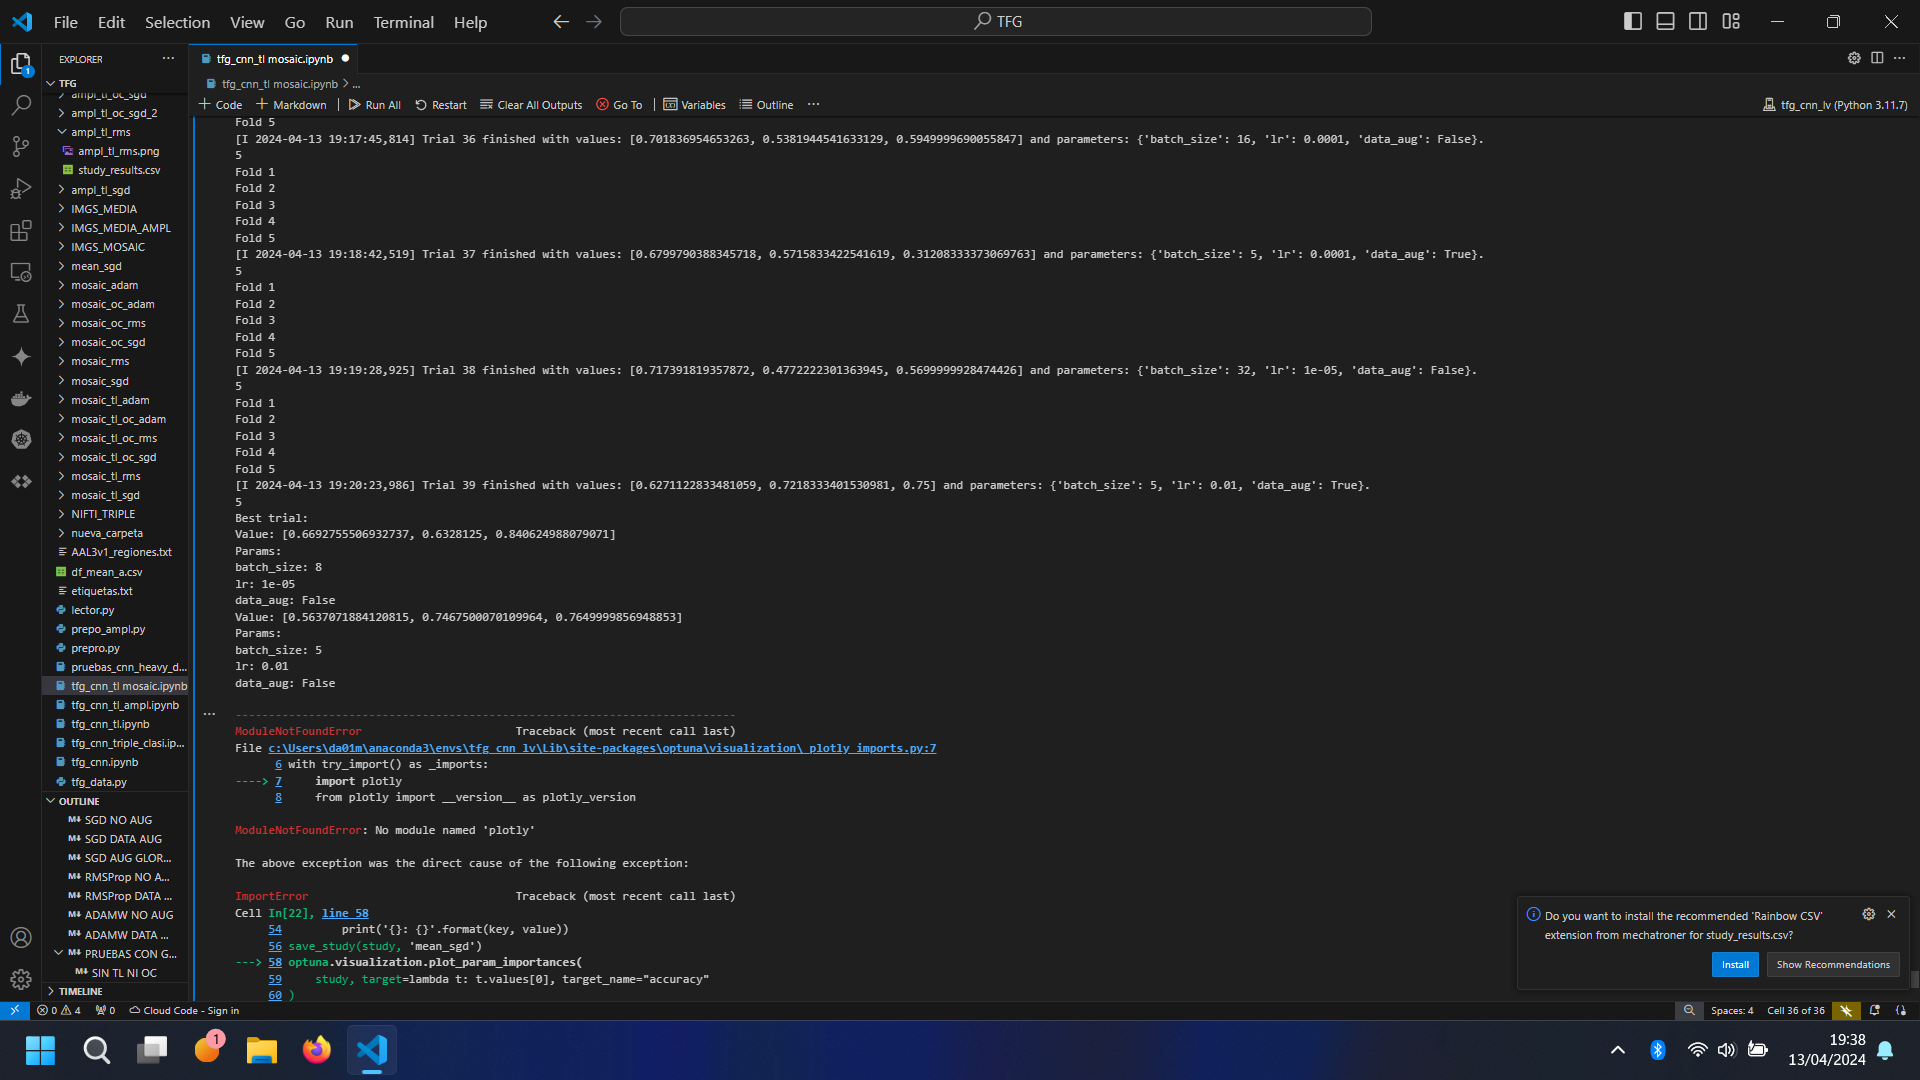 File Edit Selection View Go Run Terminal Help
TFG
EXPLORER
tfg_cnn_tl mosaic.ipynb
TFG
tfg_cnn_tl mosaic.ipynb > ...
Code Markdown Run All Restart Clear All Outputs Go To Variables Outline
tfg_cnn_lv (Python 3.11.7)
ampl_tl_oc_sgd
ampl_tl_oc_sgd_2
ampl_tl_rms
ampl_tl_rms.png
study_results.csv
ampl_tl_sgd
IMGS_MEDIA
IMGS_MEDIA_AMPL
IMGS_MOSAIC
mean_sgd
mosaic_adam
mosaic_oc_adam
mosaic_oc_rms
mosaic_oc_sgd
mosaic_rms
mosaic_sgd
mosaic_tl_adam
mosaic_tl_oc_adam
mosaic_tl_oc_rms
mosaic_tl_oc_sgd
mosaic_tl_rms
mosaic_tl_sgd
NIFTI_TRIPLE
nueva_carpeta
AAL3v1_regiones.txt
df_mean_a.csv
etiquetas.txt
lector.py
prepo_ampl.py
prepro.py
pruebas_cnn_heavy_d...
tfg_cnn_tl mosaic.ipynb
tfg_cnn_tl_ampl.ipynb
tfg_cnn_tl.ipynb
tfg_cnn_triple_clasi.ip...
tfg_cnn.ipynb
tfg_data.py
OUTLINE
SGD NO AUG
SGD DATA AUG
SGD AUG GLOR...
RMSProp NO A...
RMSProp DATA ...
ADAMW NO AUG
ADAMW DATA ...
PRUEBAS CON G...
SIN TL NI OC
TIMELINE
Fold 5
[I 2024-04-13 19:17:45,814] Trial 36 finished with values: [0.701836954653263, 0.5381944541633129, 0.5949999690055847] and parameters: {'batch_size': 16, 'lr': 0.0001, 'data_aug': False}.
5
Fold 1
Fold 2
Fold 3
Fold 4
Fold 5
[I 2024-04-13 19:18:42,519] Trial 37 finished with values: [0.6799790388345718, 0.5715833422541619, 0.31208333373069763] and parameters: {'batch_size': 5, 'lr': 0.0001, 'data_aug': True}.
5
Fold 1
Fold 2
Fold 3
Fold 4
Fold 5
[I 2024-04-13 19:19:28,925] Trial 38 finished with values: [0.717391819357872, 0.4772222301363945, 0.5699999928474426] and parameters: {'batch_size': 32, 'lr': 1e-05, 'data_aug': False}.
5
Fold 1
Fold 2
Fold 3
Fold 4
Fold 5
[I 2024-04-13 19:20:23,986] Trial 39 finished with values: [0.6271122833481059, 0.7218333401530981, 0.75] and parameters: {'batch_size': 5, 'lr': 0.01, 'data_aug': True}.
5
Best trial:
Value: [0.6692755506932737, 0.6328125, 0.840624988079071]
Params:
batch_size: 8
lr: 1e-05
data_aug: False
Value: [0.5637071884120815, 0.7467500070109964, 0.7649999856948853]
Params:
batch_size: 5
lr: 0.01
data_aug: False
---------------------------------------------------------------------------
ModuleNotFoundError Traceback (most recent call last)
File c:\Users\da01m\anaconda3\envs\tfg_cnn_lv\Lib\site-packages\optuna\visualization\_plotly_imports.py:7
6 with try_import() as _imports:
----> 7 import plotly
8 from plotly import __version__ as plotly_version
ModuleNotFoundError: No module named 'plotly'
The above exception was the direct cause of the following exception:
ImportError Traceback (most recent call last)
Cell In[22], line 58
54 print('{}: {}'.format(key, value))
56 save_study(study, 'mean_sgd')
---> 58 optuna.visualization.plot_param_importances(
59 study, target=lambda t: t.values[0], target_name="accuracy"
60 )
Do you want to install the recommended 'Rainbow CSV'
extension from mechatroner for study_results.csv?
Install Show Recommendations
0 4 0 Cloud Code - Sign in
Spaces: 4 Cell 36 of 36
1
1
19:38
13/04/2024